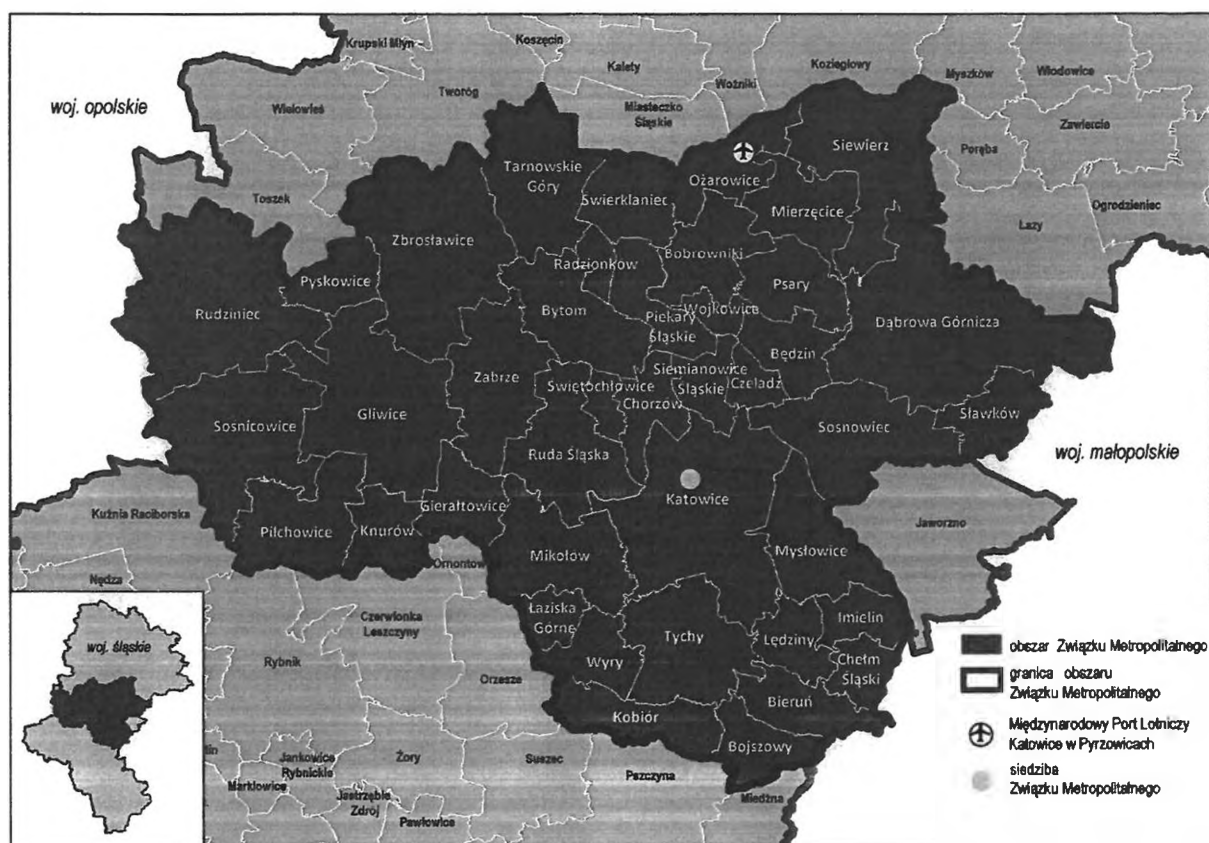 woj. opolskie
Krupski Młyn
Koszęcin
Kalety
Woźniki
Koziegłowy
Myszków
Włodowice
Wielowieś
Tworóg
Miasteczko
Śląskie
Zawiercie
Poręba
Siewierz
Tarnowskie
Góry
Ożarowice
Toszek
Świerklaniec
Mierzęcice
Ogrodzieniec
Łazy
Zbrosławice
Bobrowniki
Radzionków
Pyskowice
Psary
Rudziniec
Bytom
Wojkowice
Piekary
Śląskie
Dąbrowa Górnicza
Będzin
Siemianowice
Śląskie
Zabrze
Świętochłowice
Czeladź
Chorzów
Gliwice
Sławków
Sosnicowice
Sosnowiec
Ruda Śląska
woj. małopolskie
Katowice
Kuźnia Raciborska
Gierałtowice
Jaworzno
Pilchowice
Knurów
Mikołów
Mysłowice
Ornontow
Nędza
Łaziska
Górne
Imielin
Czerwionka
Leszczyny
Tychy
Lędziny
woj. śląskie
Chełm
Śląski
Rybnik
Wyry
Orzesze
Bieruń
Kobiór
Bojszowy
lin
Jankowice
Rybnickie
Żory
Suszec
Pszczyna
Marklowice
Jastrzębie
Zdroj
Pawłowice
Miedźna
obszar Związku Metropolitalnego
granica obszaru
Związku Metropolitalnego
Międzynarodowy Port Lotniczy
Katowice w Pyrzowicach
siedziba
Związku Metropolitalnego